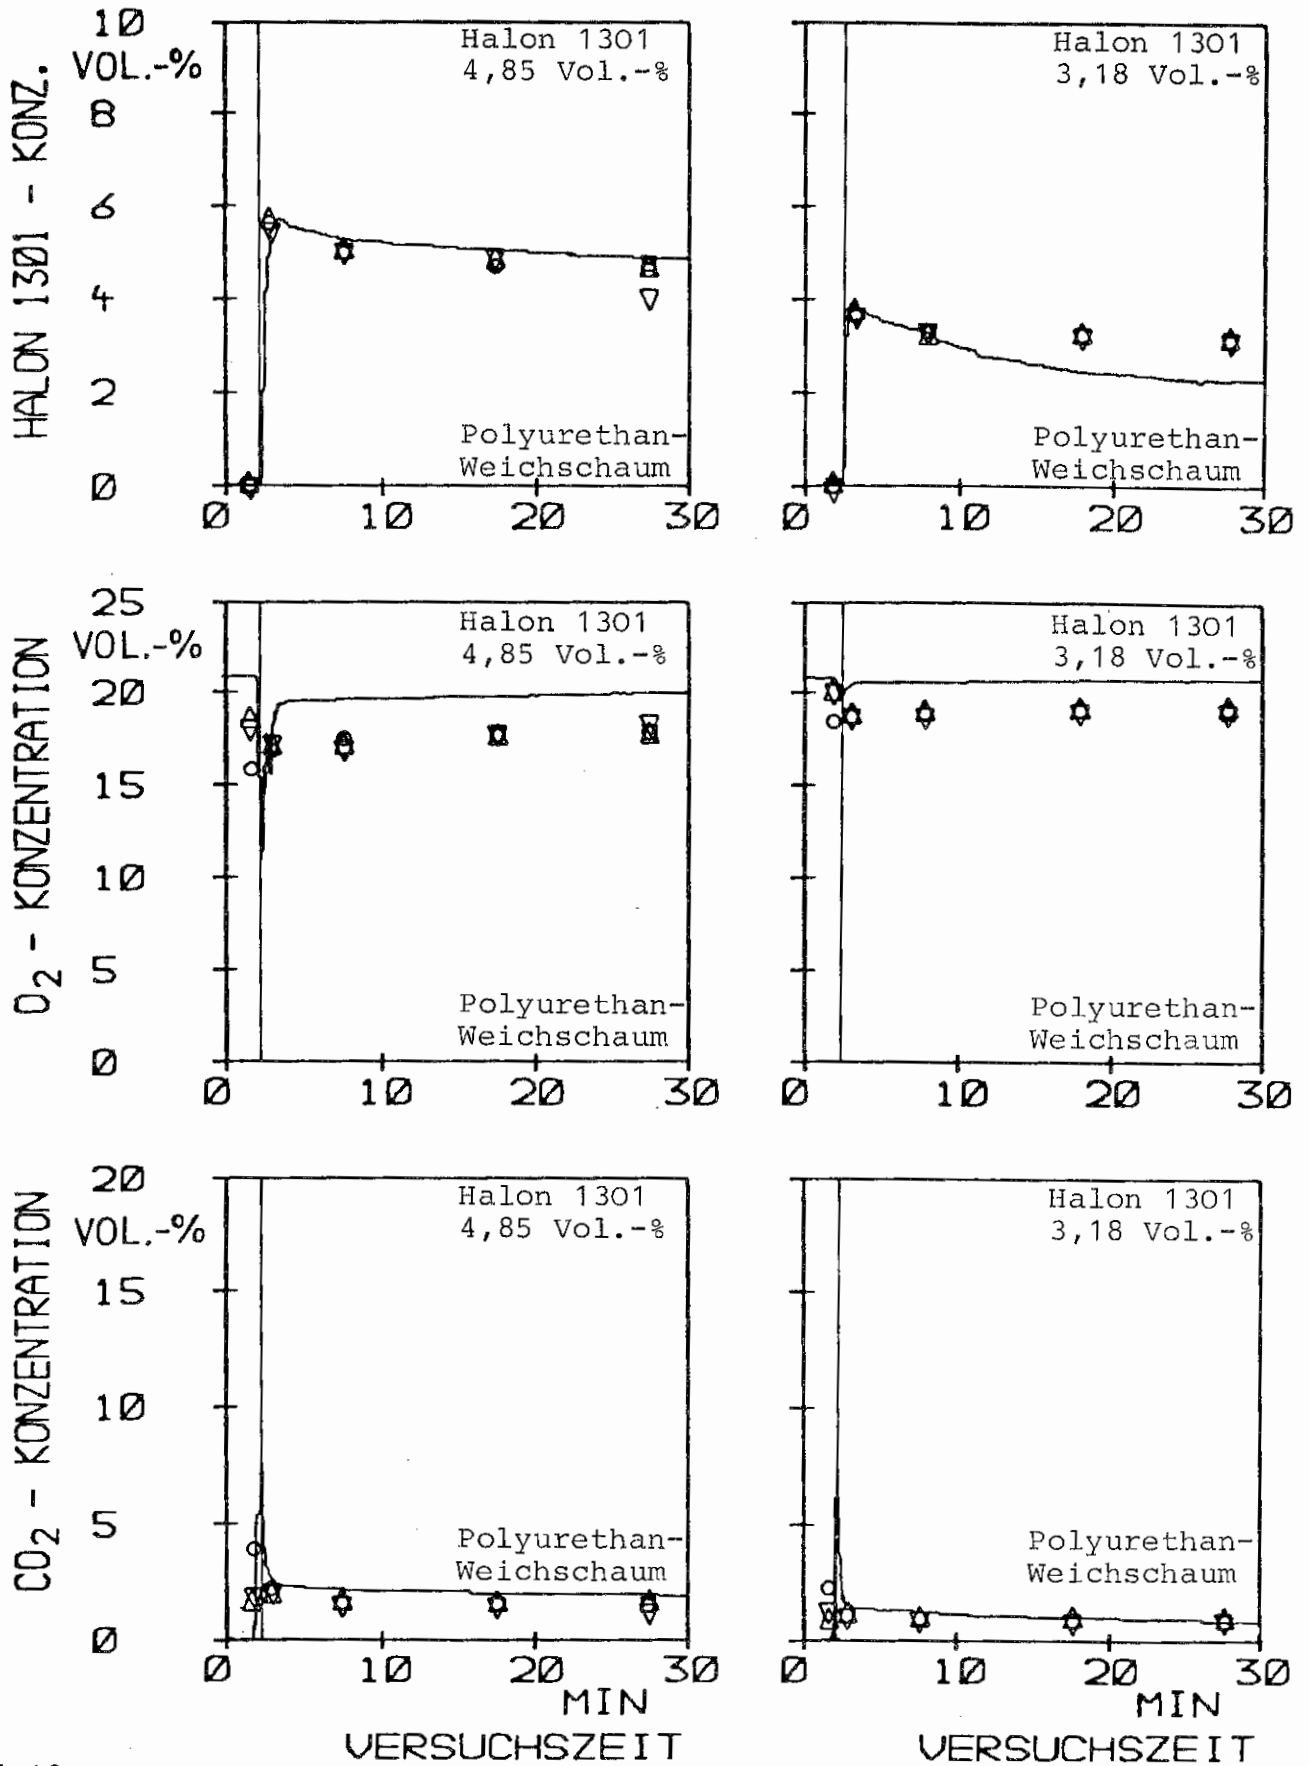 HALON 1301 - KONZ.
10
VOL.-%
8
6
4
2
0
Halon 1301
4,85 Vol.-%
Polyurethan-
Weichschaum
0 10 20 30
Halon 1301
3,18 Vol.-%
Polyurethan-
Weichschaum
0 10 20 30
O2 - KONZENTRATION
25
VOL.-%
20
15
10
5
0
Halon 1301
4,85 Vol.-%
Polyurethan-
Weichschaum
0 10 20 30
Halon 1301
3,18 Vol.-%
Polyurethan-
Weichschaum
0 10 20 30
CO2 - KONZENTRATION
20
VOL.-%
15
10
5
0
Halon 1301
4,85 Vol.-%
Polyurethan-
Weichschaum
0 10 20 30
MIN
VERSUCHSZEIT
Halon 1301
3,18 Vol.-%
Polyurethan-
Weichschaum
0 10 20 30
MIN
VERSUCHSZEIT